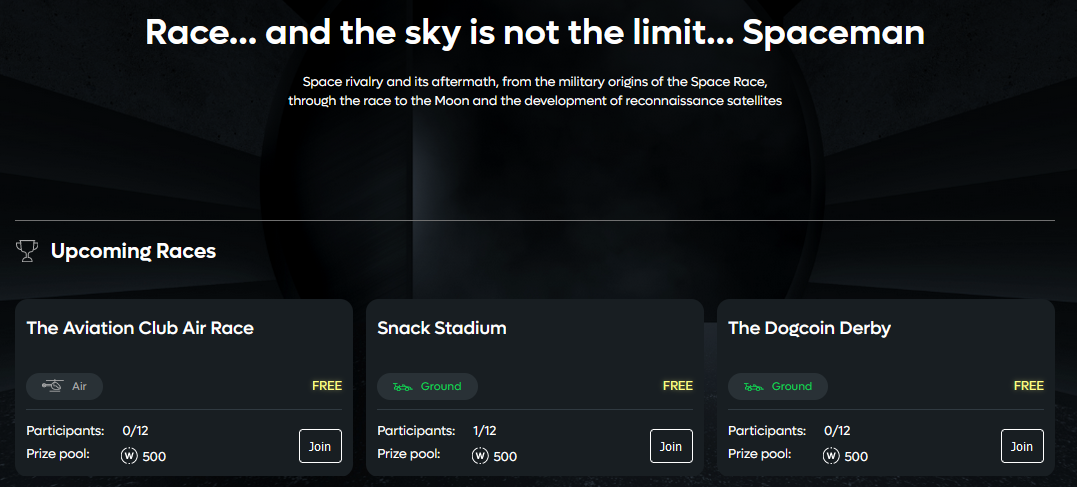 Race... and the sky is not the limit... Spaceman
Space rivalry and its aftermath, from the military origins of the Space Race,
through the race to the Moon and the development of reconnaissance satellites
Upcoming Races
The Aviation Club Air Race
Air
FREE
Participants: 0/12
Prize pool: W 500
Join
Snack Stadium
Ground
FREE
Participants: 1/12
Prize pool: W 500
Join
The Dogcoin Derby
Ground
FREE
Participants: 0/12
Prize pool: W 500
Join